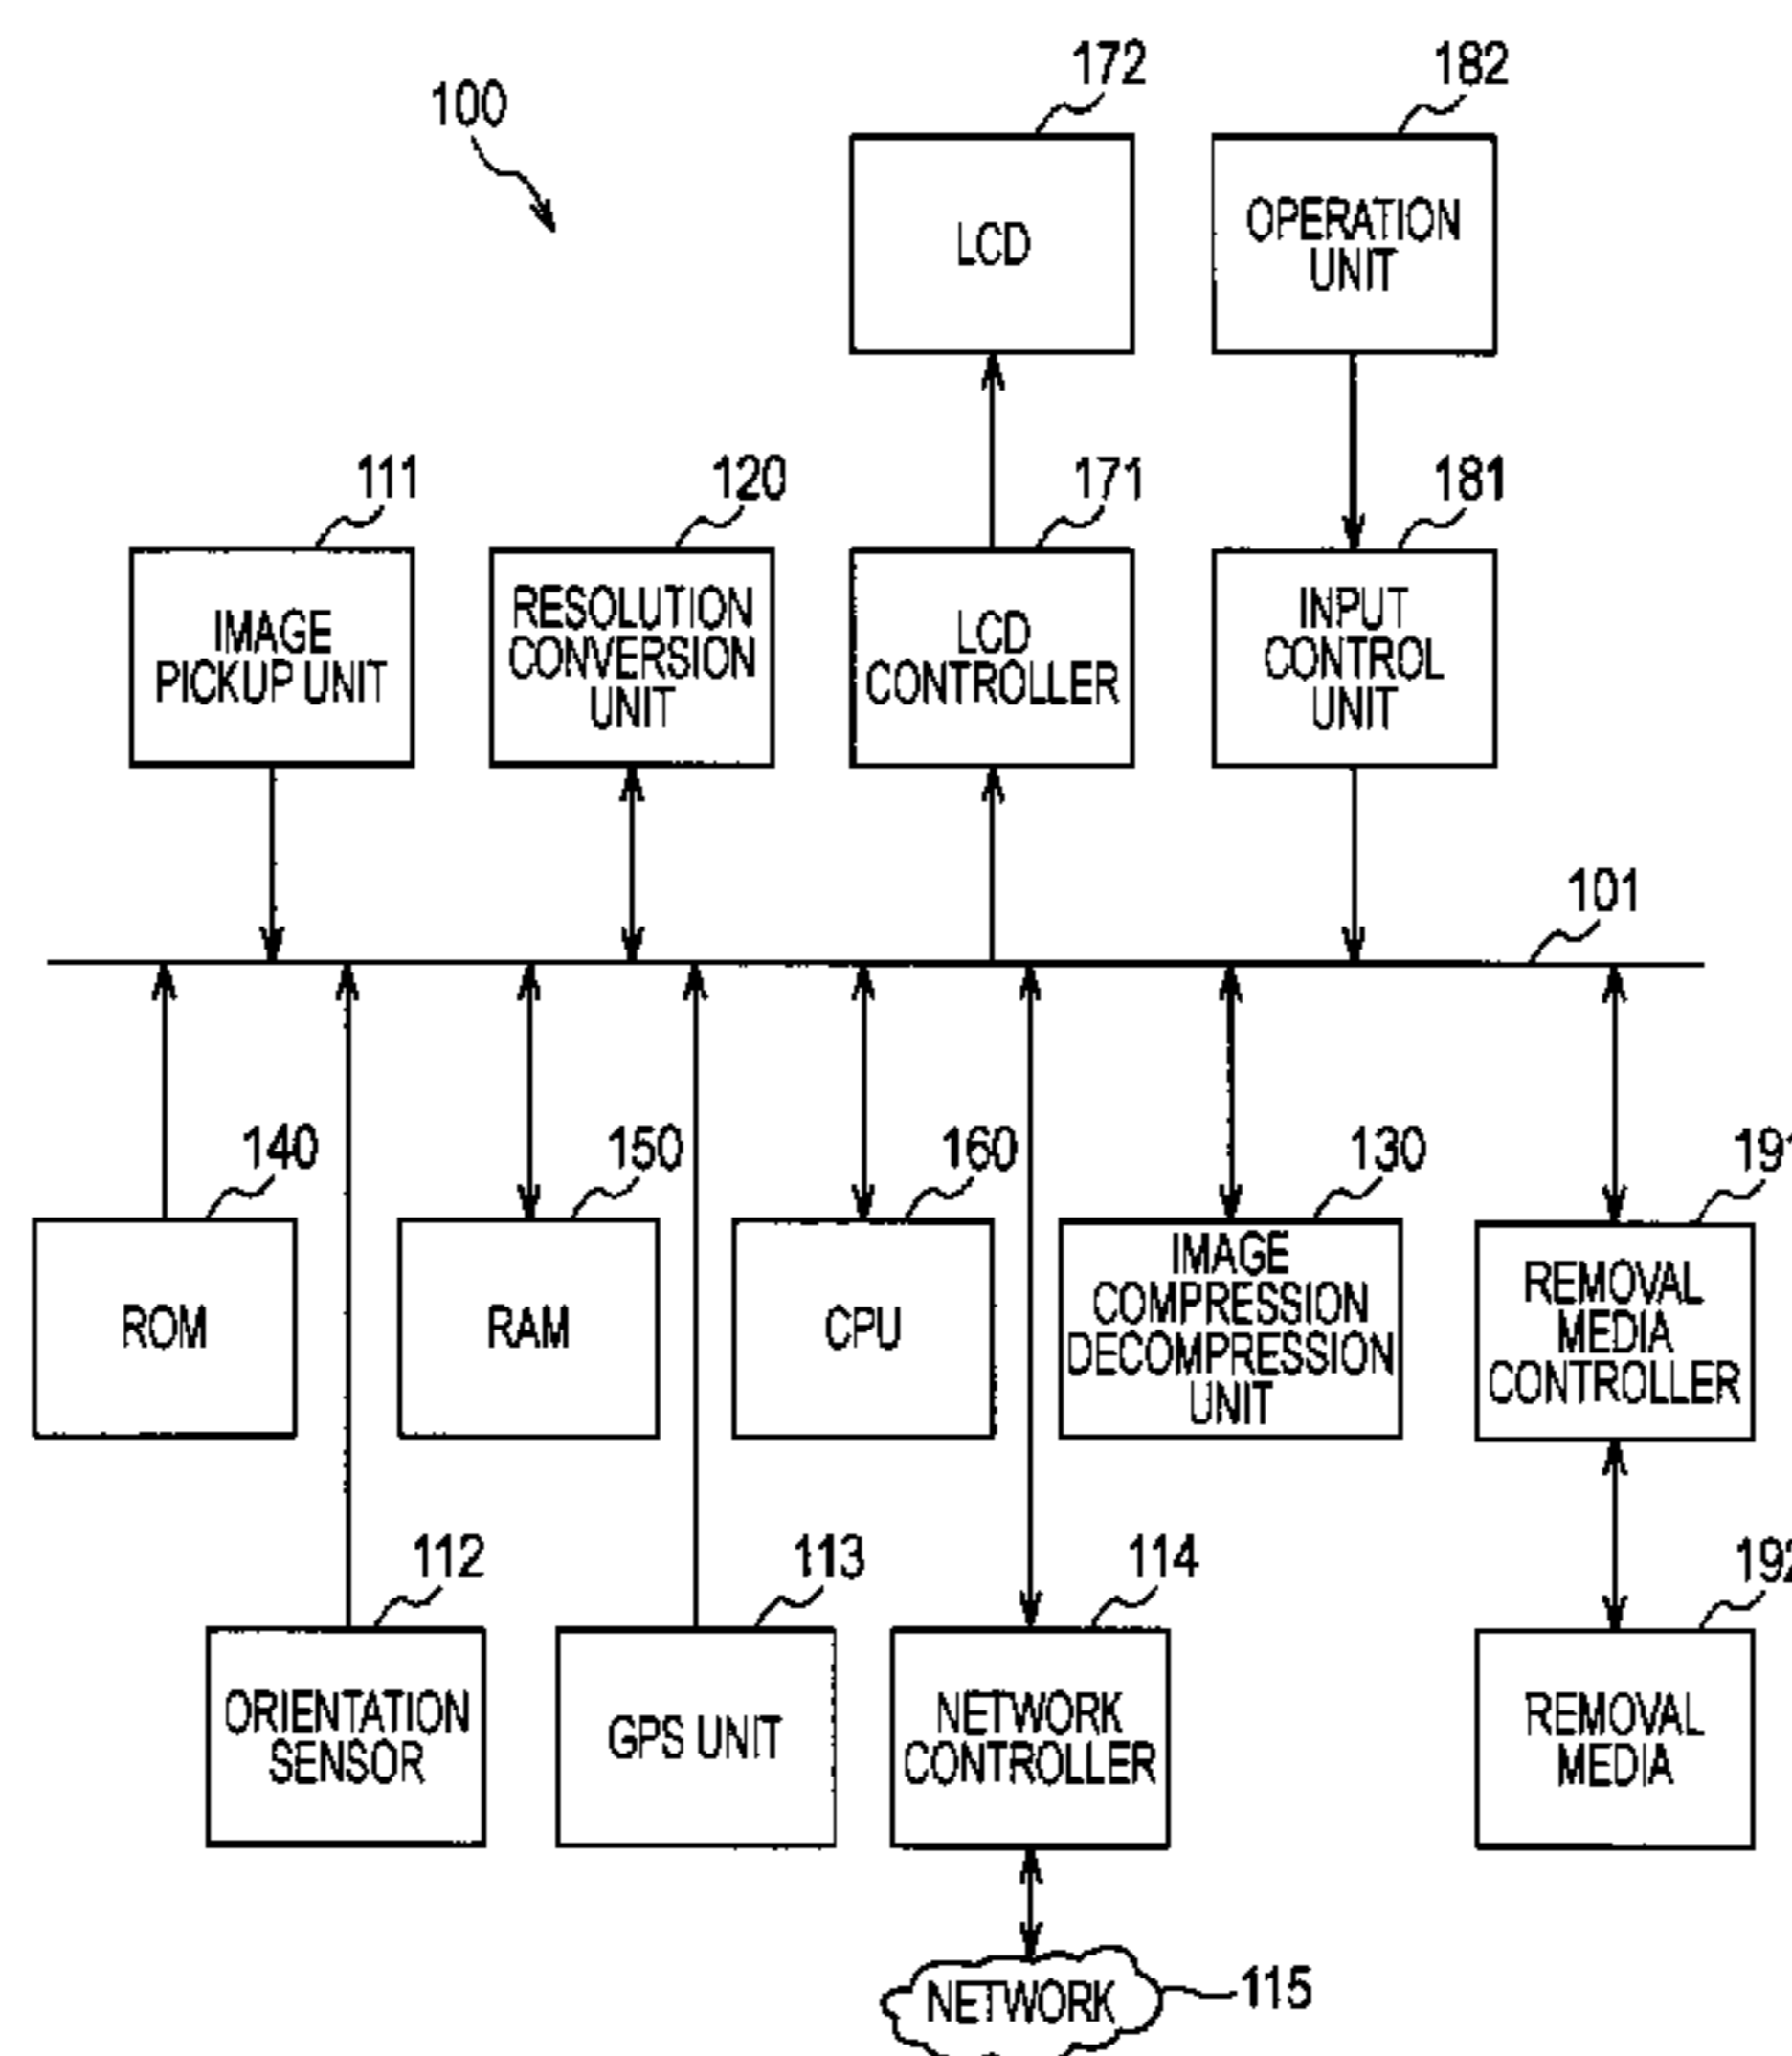 100
172
182
LCD
OPERATION
UNIT
111
120
171
181
IMAGE
PICKUP UNIT
RESOLUTION
CONVERSION
UNIT
LCD
CONTROLLER
INPUT
CONTROL
UNIT
101
140
150
160
130
191
ROM
RAM
CPU
IMAGE
COMPRESSION
DECOMPRESSION
UNIT
REMOVAL
MEDIA
CONTROLLER
112
113
114
192
ORIENTATION
SENSOR
GPS UNIT
NETWORK
CONTROLLER
REMOVAL
MEDIA
NETWORK
115